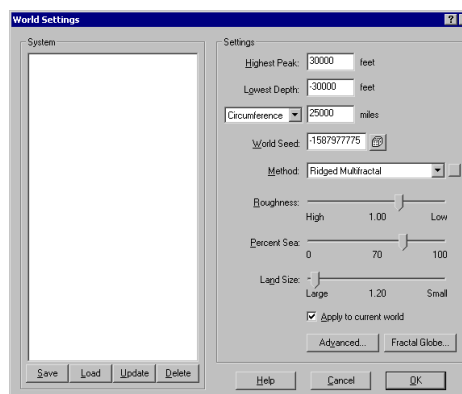 World Settings ?
System
Settings
Highest Peak: 30000 feet
Lowest Depth: -30000 feet
Circumference 25000 miles
World Seed: -1587977775
Method: Ridged Multifractal
Roughness:
High 1.00 Low
Percent Sea:
0 70 100
Land Size:
Large 1.20 Small
Apply to current world
Advanced... Fractal Globe...
Save Load Update Delete
Help Cancel OK